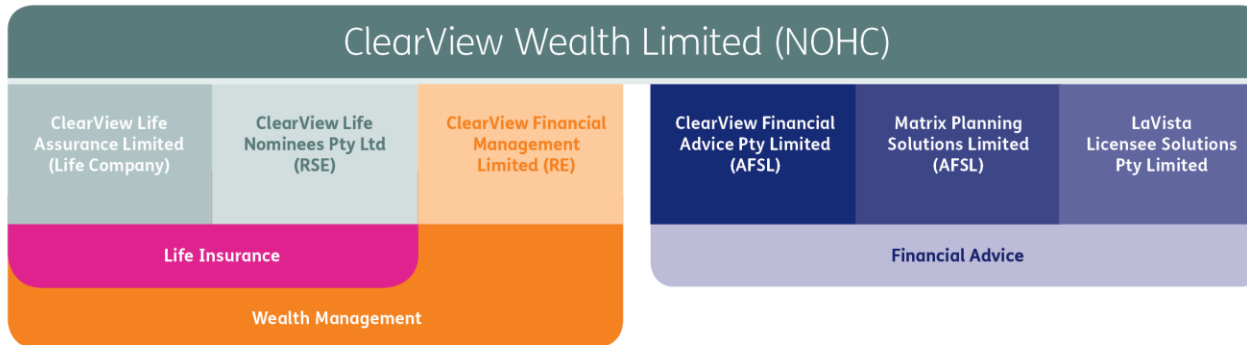 ClearView Wealth Limited (NOHC)
ClearView Life
Assurance Limited
(Life Company)
ClearView Life
Nominees Pty Ltd
(RSE)
ClearView Financial
Management
Limited (RE)
ClearView Financial
Advice Pty Limited
(AFSL)
Matrix Planning
Solutions Limited
(AFSL)
LaVista
Licensee Solutions
Pty Limited
Life Insurance
Financial Advice
Wealth Management